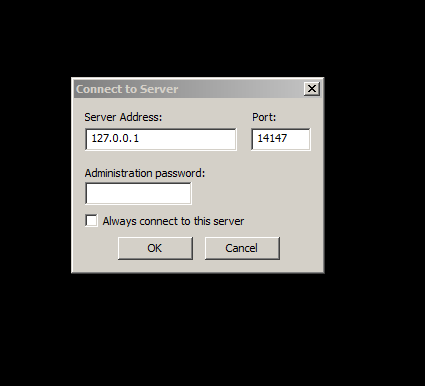 Connect to Server
Server Address: Port:
127.0.0.1 14147
Administration password:
Always connect to this server
OK Cancel